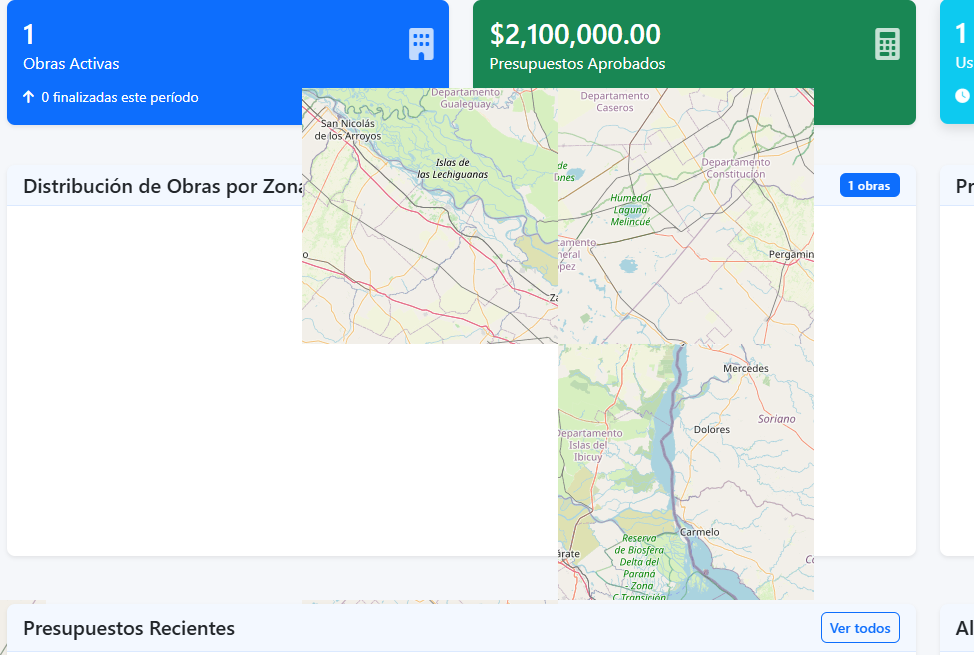 1
Obras Activas
0 finalizadas este período
$2,100,000.00
Presupuestos Aprobados
1
Us
Distribución de Obras por Zona
1 obras
Pr
Departamento
Gualeguay
San Nicolás
de los Arroyos
Islas de
las Lechiguanas
Departamento
Caseros
Departamento
Constitución
de
Humedal
Laguna
Melincué
Pergamin
Mercedes
Soriano
Dolores
Departamento
Islas del
Ibicuy
Carmelo
árate
Reserva
de Biosfera
Delta del
Paraná
- Zona
C Transición
Presupuestos Recientes
Ver todos
Al